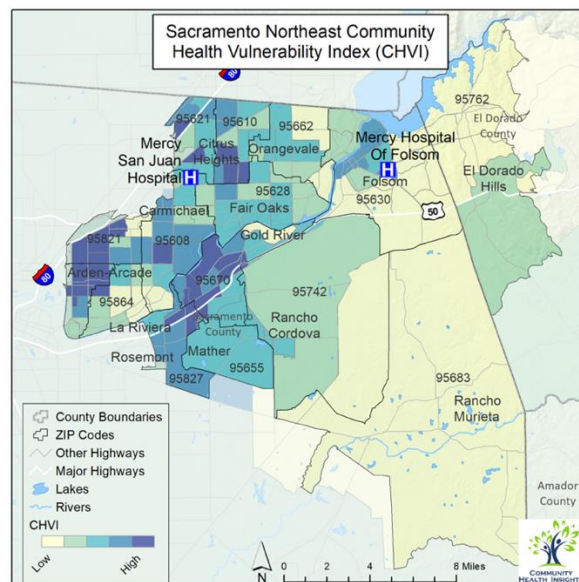 Sacramento Northeast Community
Health Vulnerability Index (CHVI)
80
95621
95610
95662
95762
Citrus
Heights
Orangevale
El Dorado
County
Mercy
San Juan
Hospital
H
Mercy Hospital
Of Folsom
H
Folsom
El Dorado
Hills
95628
Fair Oaks
95630
Carmichael
50
95821
95608
Gold River
80
Arden-Arcade
95670
95864
95742
La Riviera
Sacramento
County
Rancho
Cordova
Rosemont
Mather
95827
95655
95683
Rancho
Murieta
County Boundaries
ZIP Codes
Other Highways
Major Highways
Lakes
Rivers
CHVI
Low
High
Amador
County
N
0
2
4
8 Miles
COMMUNITY
HEALTH INSIGHTS